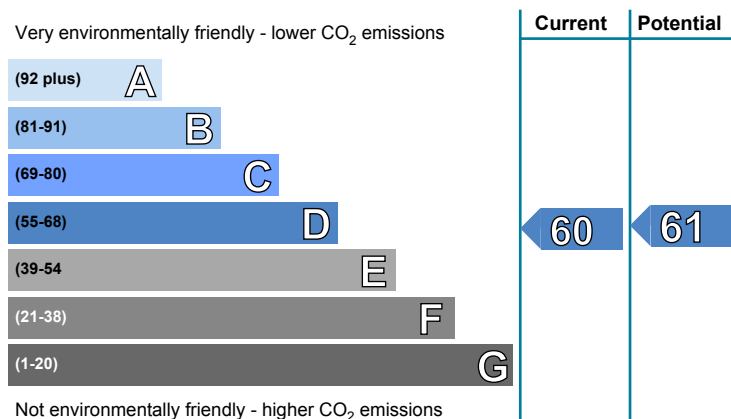 Very environmentally friendly - lower CO2 emissions
Current
Potential
(92 plus) A
(81-91) B
(69-80) C
(55-68) D
60
61
(39-54 E
(21-38) F
(1-20) G
Not environmentally friendly - higher CO2 emissions